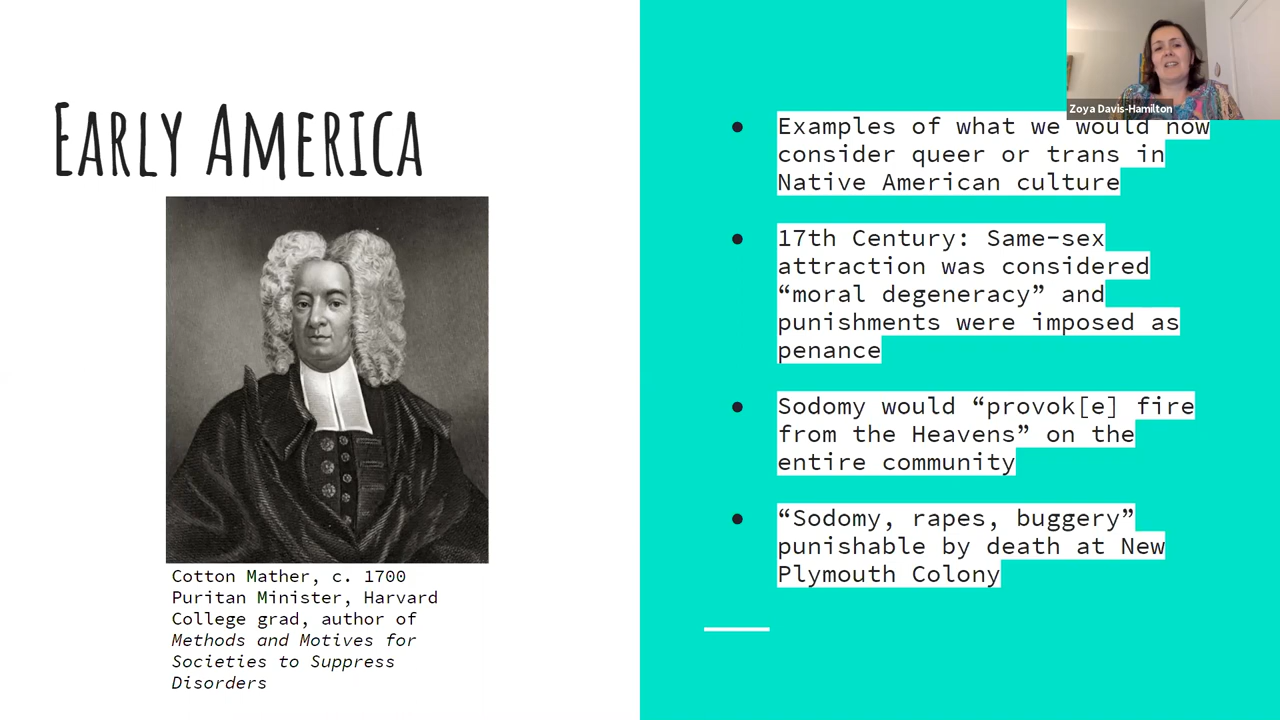 Early America
Cotton Mather, c. 1700
Puritan Minister, Harvard
College grad, author of
Methods and Motives for
Societies to Suppress
Disorders
Zoya Davis-Hamilton
● Examples of what we would now
consider queer or trans in
Native American culture
● 17th Century: Same-sex
attraction was considered
“moral degeneracy” and
punishments were imposed as
penance
● Sodomy would “provok[e] fire
from the Heavens” on the
entire community
● “Sodomy, rapes, buggery”
punishable by death at New
Plymouth Colony